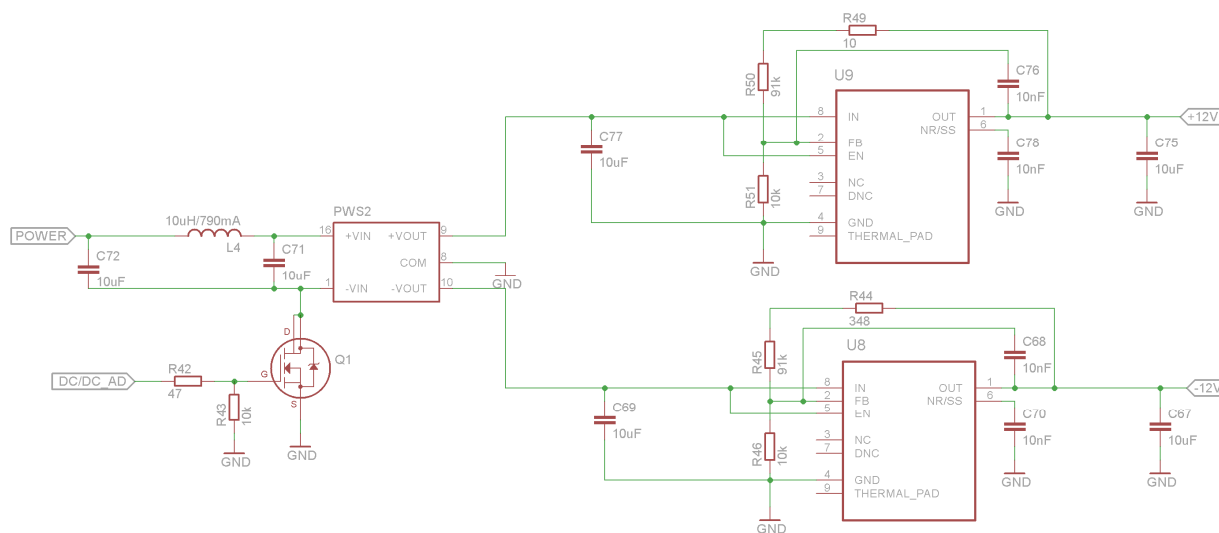 R49
10
R50
91k
C76
10nF
U9
8
IN
OUT
1
NR/SS
6
2
FB
5
EN
3
NC
7
DNC
4
GND
9
THERMAL_PAD
C77
10uF
R51
10k
C78
10nF
GND
C75
10uF
GND
+12V
GND
PWS2
10uH/790mA
L4
POWER
C72
10uF
C71
10uF
16
+VIN
+VOUT
9
COM
8
1
-VIN
-VOUT
10
GND
D
G
S
Q1
DC/DC_AD
R42
47
R43
10k
GND
GND
R44
348
R45
91k
C68
10nF
U8
8
IN
OUT
1
2
FB
NR/SS
6
5
EN
3
NC
7
DNC
4
GND
9
THERMAL_PAD
C69
10uF
R46
10k
C70
10nF
GND
C67
10uF
GND
-12V
GND